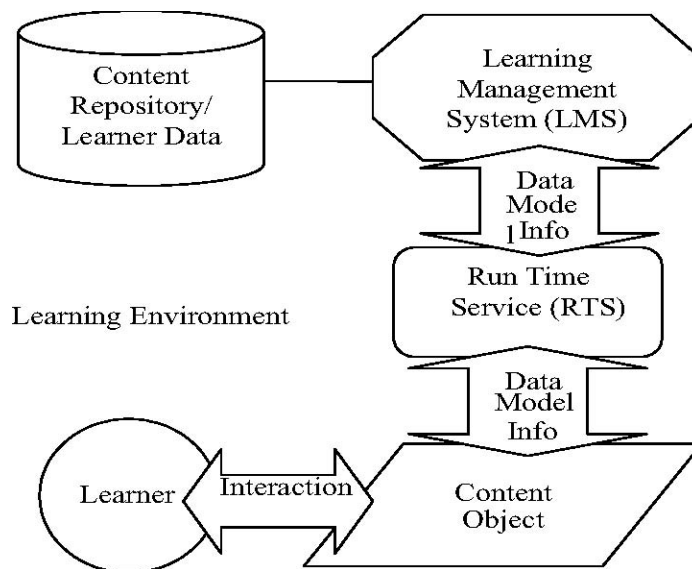 Content
Repository/
Learner Data
Learning
Management
System (LMS)
Data
Mode
l Info
Run Time
Service (RTS)
Learning Environment
Data
Model
Info
Learner
Interaction
Content
Object